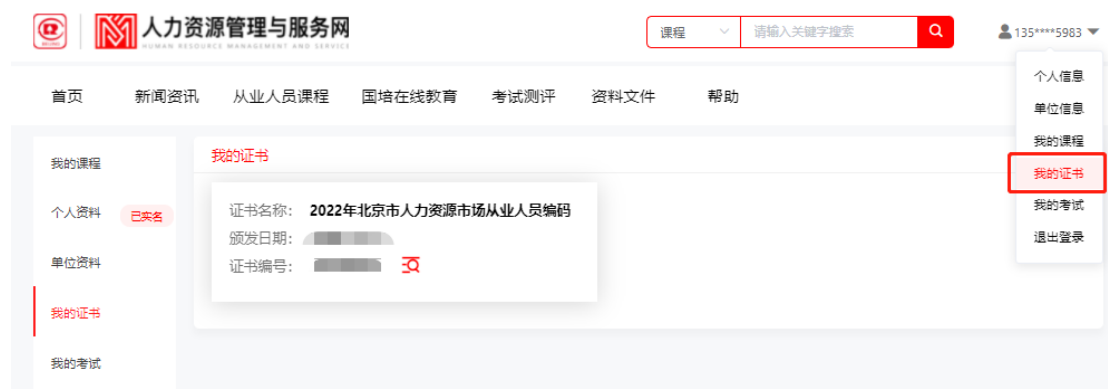 人力资源管理与服务网
HUMAN RESOURCE MANAGEMENT AND SERVICE
课程
请输入关键字搜索
135****5983
首页 新闻资讯 从业人员课程 国培在线教育 考试测评 资料文件 帮助
个人信息
单位信息
我的课程
我的证书
我的考试
退出登录
我的课程
个人资料 已实名
单位资料
我的证书
我的考试
我的证书
证书名称: 2022年北京市人力资源市场从业人员编码
颁发日期:
证书编号: